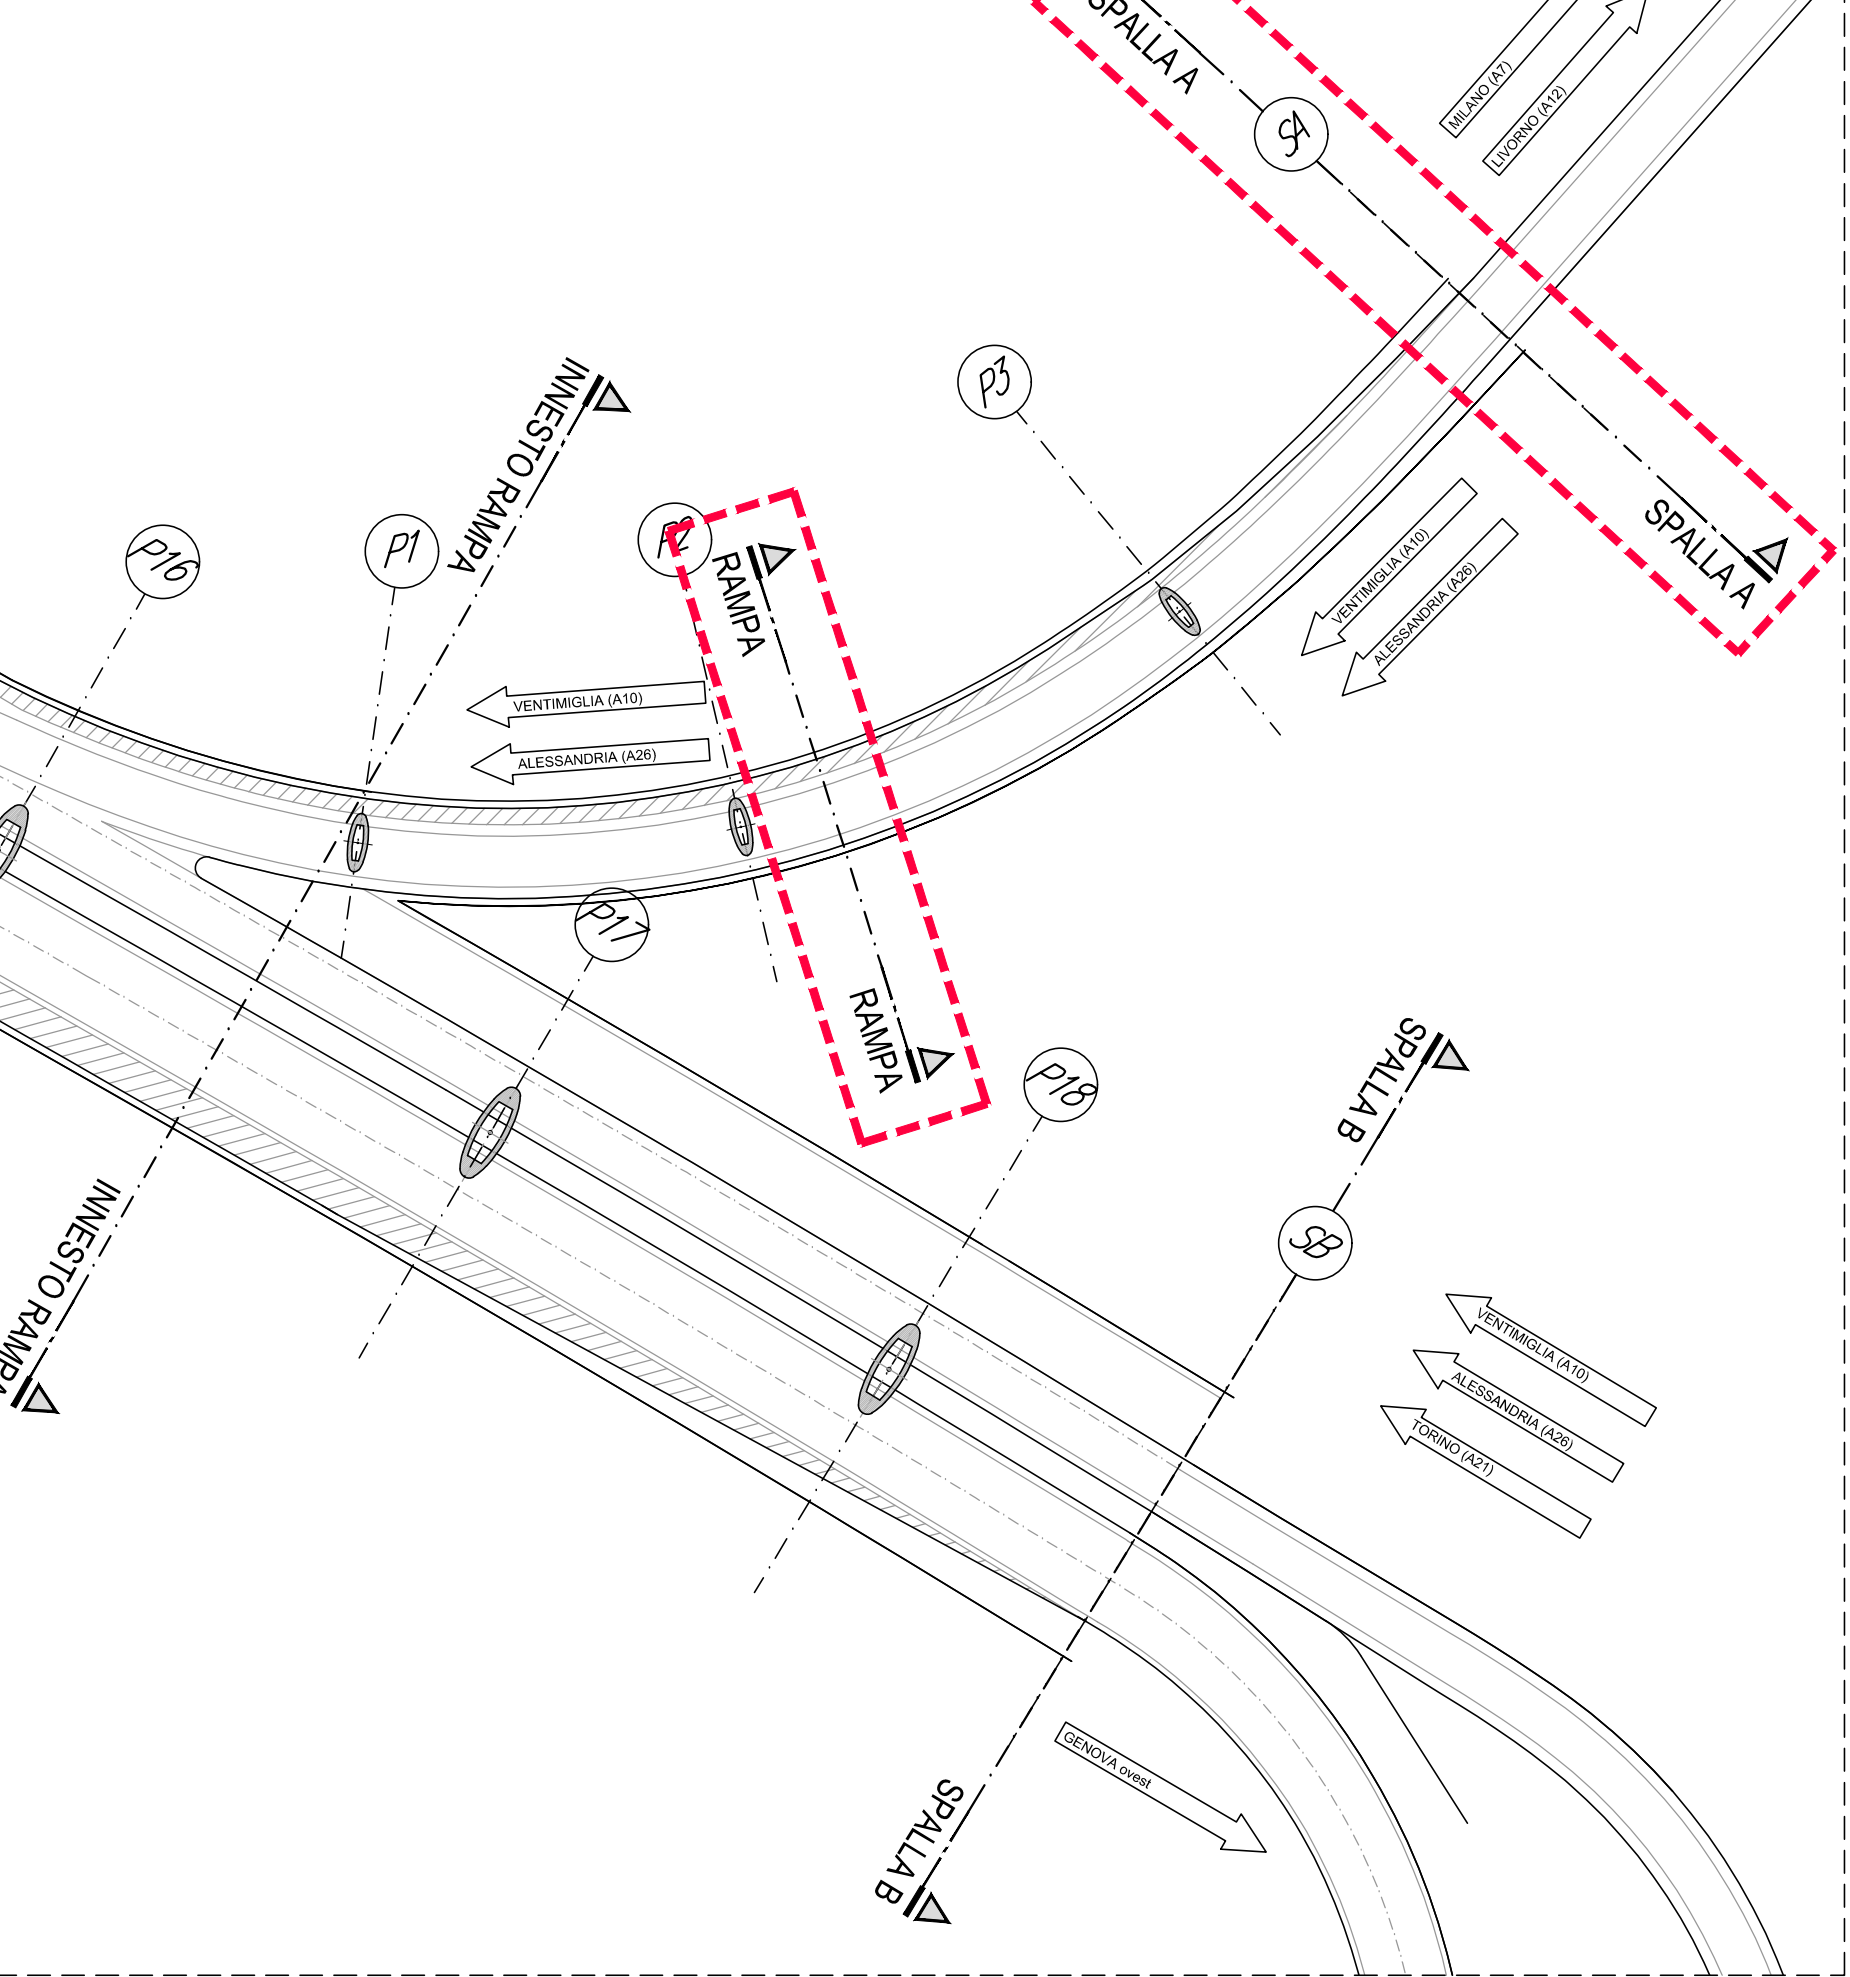 SPALLA A
SA
MILANO (A7)
LIVORNO (A12)
P3
INNESTO RAMPA
P16
P1
P2
RAMPA
VENTIMIGLIA (A10)
ALESSANDRIA (A26)
SPALLA A
VENTIMIGLIA (A10)
ALESSANDRIA (A26)
P17
RAMPA
P18
SPALLA B
SB
INNESTO RAMPA
VENTIMIGLIA (A10)
ALESSANDRIA (A26)
TORINO (A21)
GENOVA ovest
SPALLA B